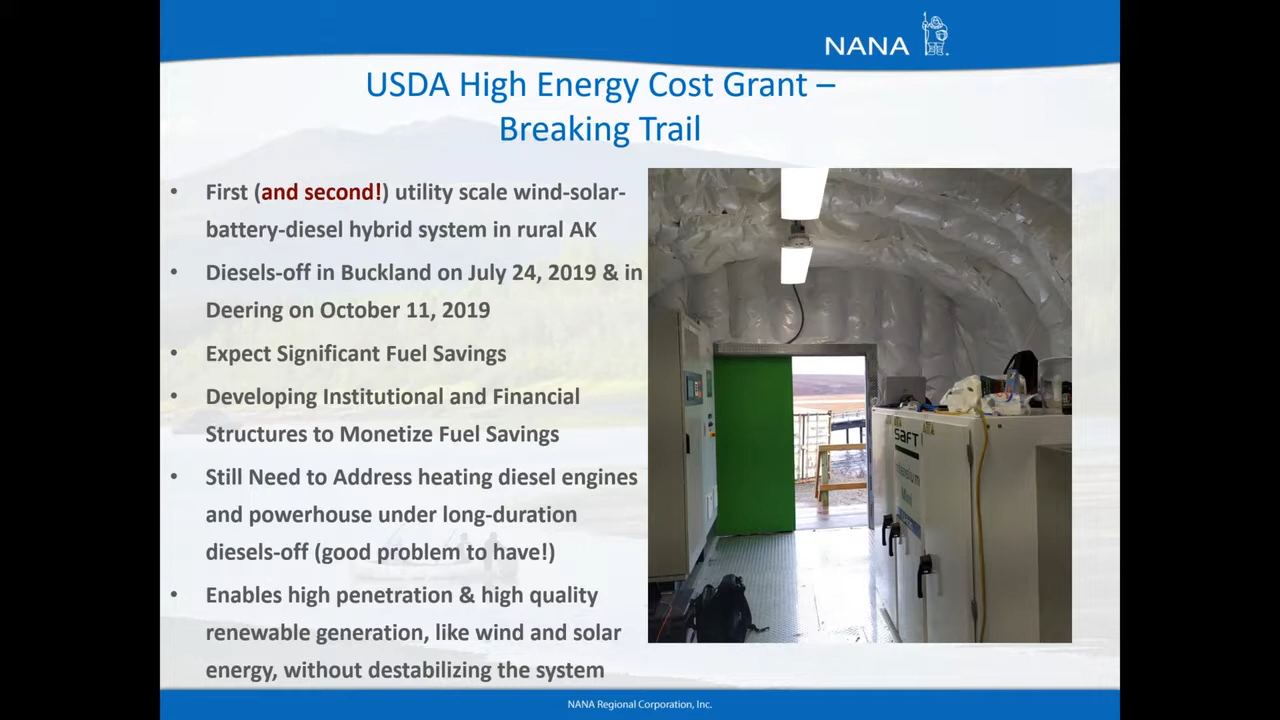 NANA
USDA High Energy Cost Grant –
Breaking Trail
• First (and second!) utility scale wind-solar-
battery-diesel hybrid system in rural AK
• Diesels-off in Buckland on July 24, 2019 & in
Deering on October 11, 2019
• Expect Significant Fuel Savings
• Developing Institutional and Financial
Structures to Monetize Fuel Savings
• Still Need to Address heating diesel engines
and powerhouse under long-duration
diesels-off (good problem to have!)
• Enables high penetration & high quality
renewable generation, like wind and solar
energy, without destabilizing the system
saft
Mini
NANA Regional Corporation, Inc.